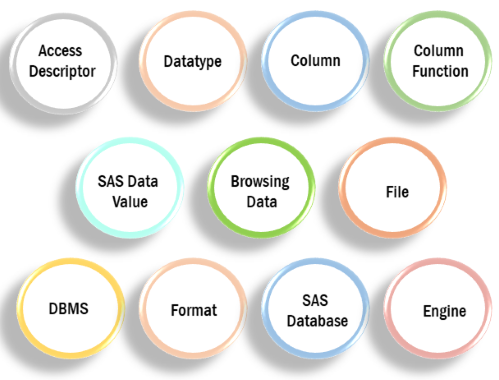 Access
Descriptor
Datatype
Column
Column
Function
SAS Data
Value
Browsing
Data
File
DBMS
Format
SAS
Database
Engine